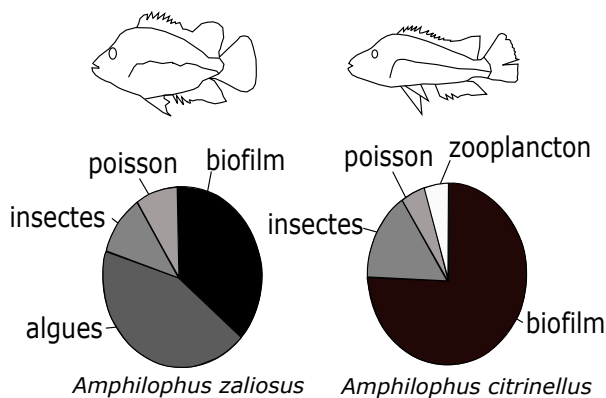 poisson biofilm
insectes
algues
Amphilophus zaliosus
poisson zooplancton
insectes
biofilm
Amphilophus citrinellus